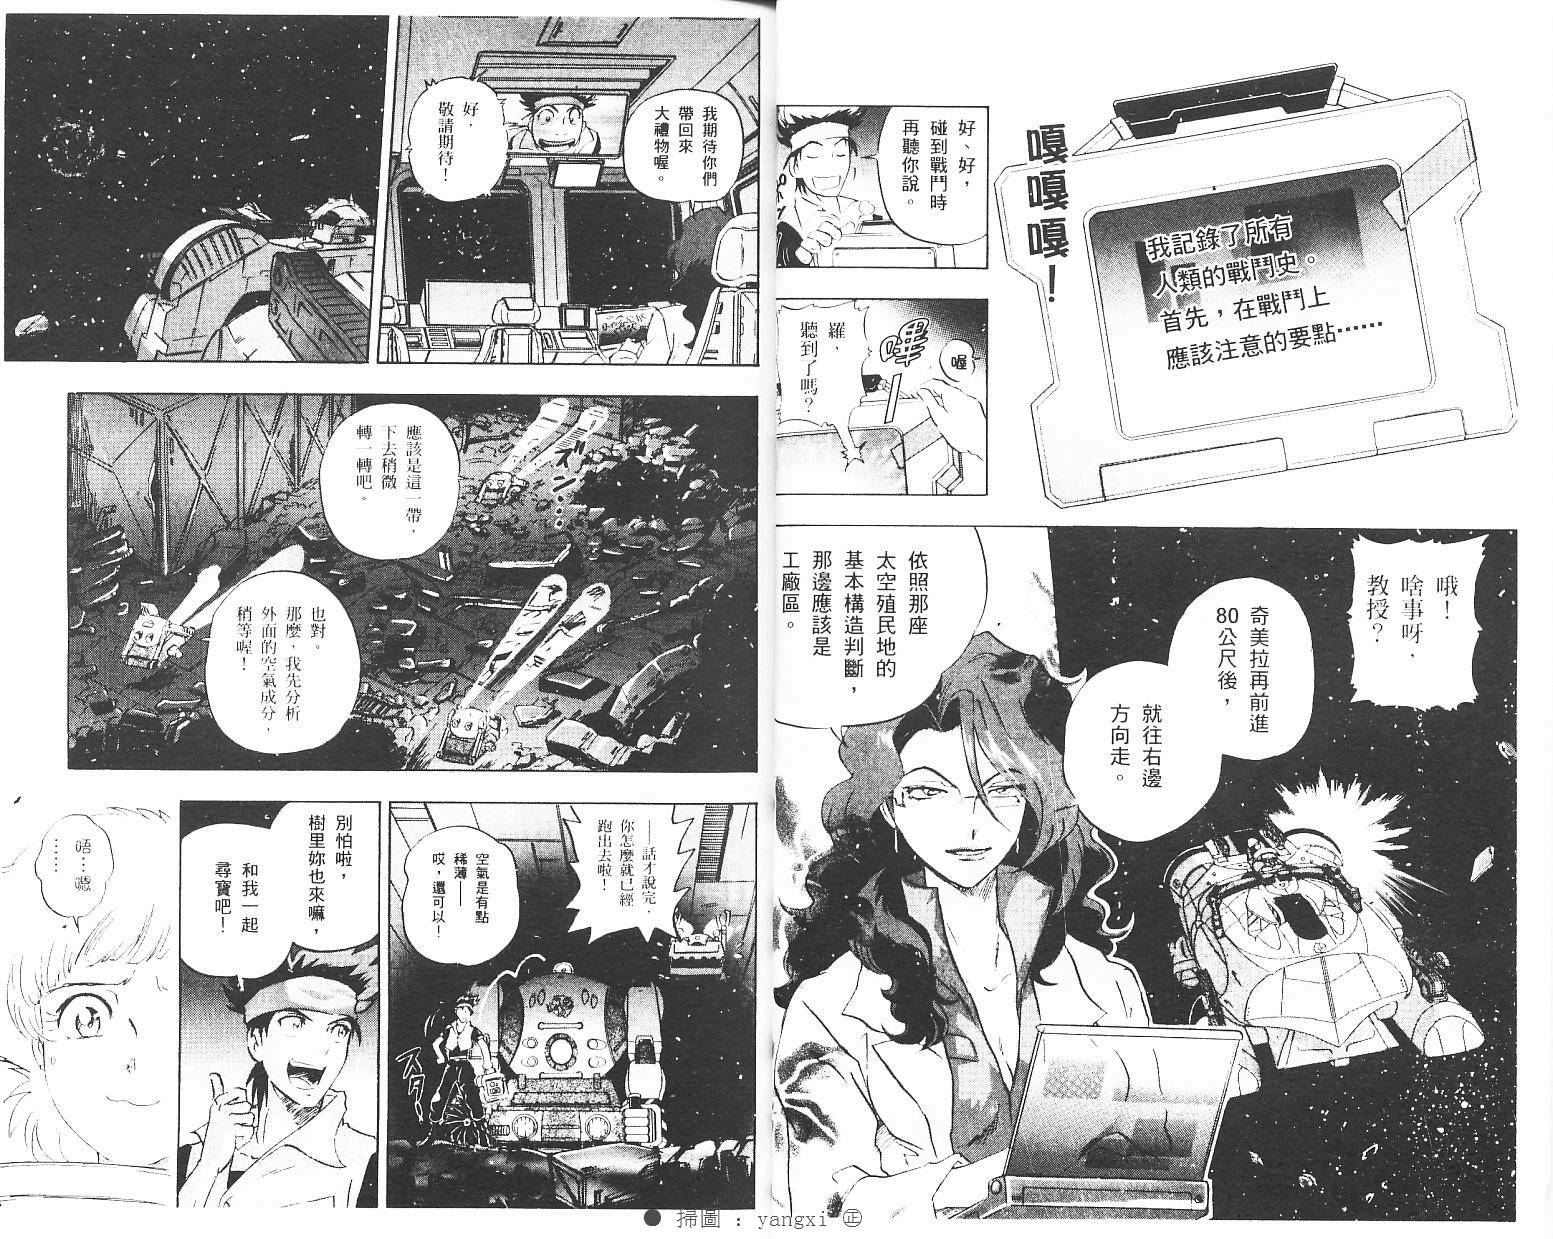 嘎嘎嘎！
我記錄了所有
人類的戰鬥史。
首先，在戰鬥上
應該注意的要點……
好、好，
碰到戰鬥時
再聽你說。
喔
嗶
羅，
聽到了嗎？
哦！
啥事呀，
教授？
奇美拉再前進
80公尺後，
就往右邊
方向走。
依照那座
太空殖民地的
基本構造判斷，
那邊應該是
工廠區。
我期待你們
帶回來
大禮物喔。
好，
敬請期待！
應該是這一帶，
下去稍微
轉一轉吧。
ズン…
也對。
那麼，我先分析
外面的空氣成分，
稍等喔！
──話才說完，
你怎麼就已經
跑出去啦！
空氣是有點
稀薄──
哎，還可以！
スタ
別怕啦，
樹里妳也來嘛，
和我一起
尋寶吧！
唔…嗯
……
● 掃圖 : yangxi ㊣